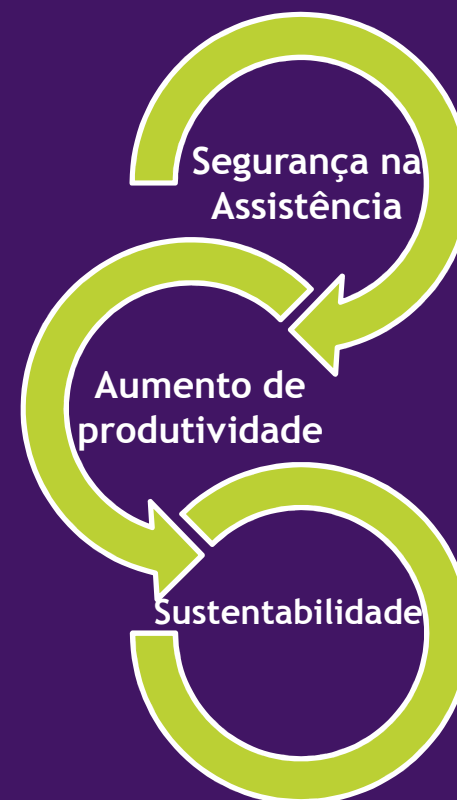 Segurança na
Assistência
Aumento de
produtividade
Sustentabilidade